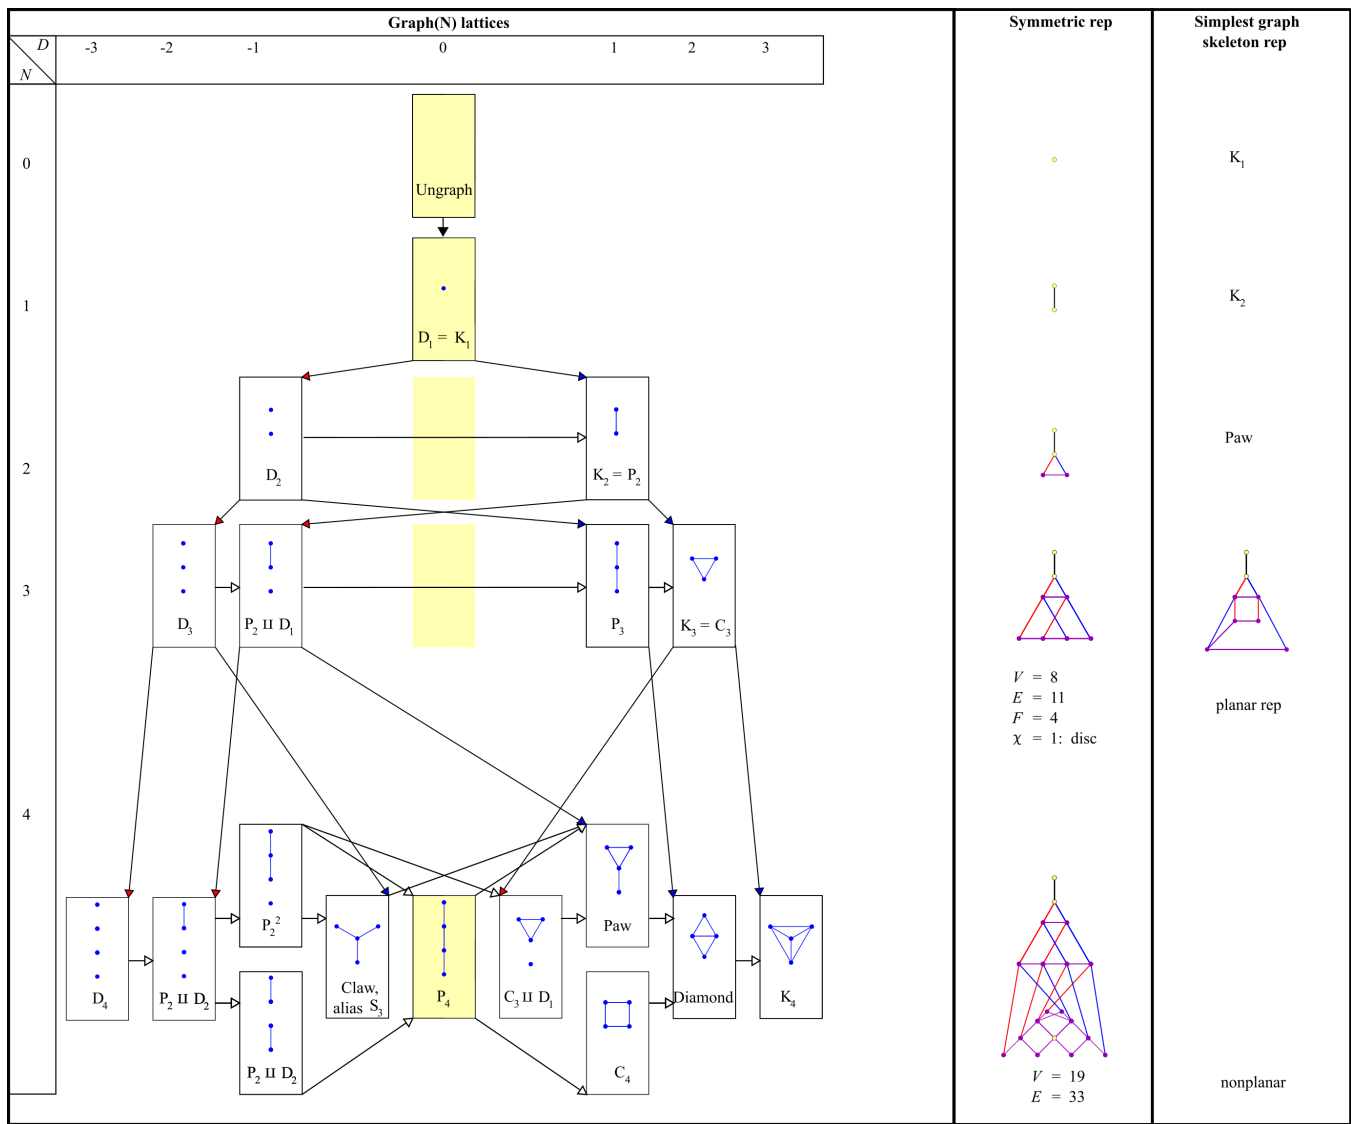 Graph(N) lattices
Symmetric rep
Simplest graph
skeleton rep
D
N
-3 -2 -1 0 1 2 3
0
Ungraph
K1
1
D1 = K1
K2
2
D2
K2 = P2
Paw
3
D3
P2 ⨿ D1
P3
K3 = C3
V = 8
E = 11
F = 4
χ = 1: disc
planar rep
4
P2²
Paw
D4
P2 ⨿ D2
Claw,
alias S3
P4
C3 ⨿ D1
Diamond
K4
P2 ⨿ D2
C4
V = 19
E = 33
nonplanar